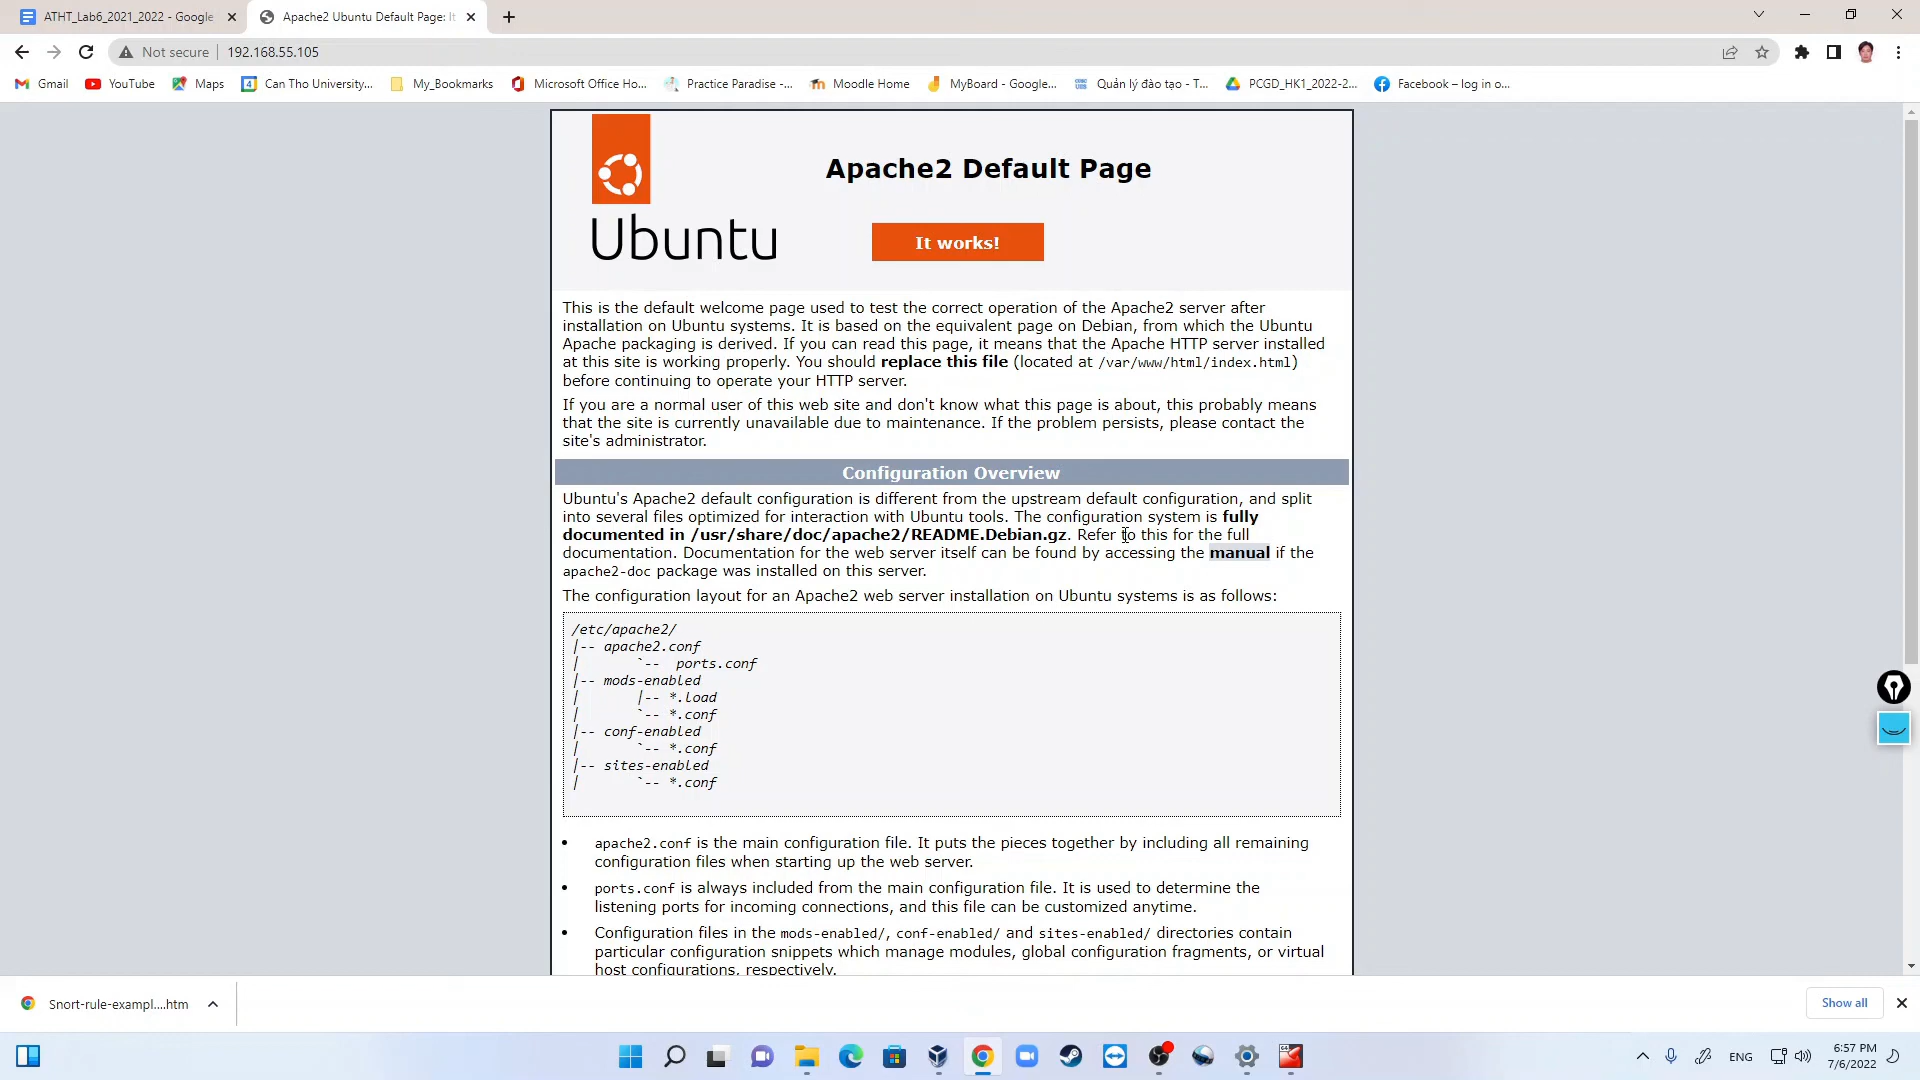 ATHT_Lab6_2021_2022 - Google
Apache2 Ubuntu Default Page: It
Not secure
192.168.55.105
Gmail
YouTube
Maps
Can Tho University...
My_Bookmarks
Microsoft Office Ho...
Practice Paradise -...
Moodle Home
MyBoard - Google...
Quản lý đào tạo - T...
PCGD_HK1_2022-2...
Facebook – log in o...
Apache2 Default Page
Ubuntu
It works!
This is the default welcome page used to test the correct operation of the Apache2 server after
installation on Ubuntu systems. It is based on the equivalent page on Debian, from which the Ubuntu
Apache packaging is derived. If you can read this page, it means that the Apache HTTP server installed
at this site is working properly. You should replace this file (located at /var/www/html/index.html)
before continuing to operate your HTTP server.
If you are a normal user of this web site and don't know what this page is about, this probably means
that the site is currently unavailable due to maintenance. If the problem persists, please contact the
site's administrator.
Configuration Overview
Ubuntu's Apache2 default configuration is different from the upstream default configuration, and split
into several files optimized for interaction with Ubuntu tools. The configuration system is fully
documented in /usr/share/doc/apache2/README.Debian.gz. Refer to this for the full
documentation. Documentation for the web server itself can be found by accessing the manual if the
apache2-doc package was installed on this server.
The configuration layout for an Apache2 web server installation on Ubuntu systems is as follows:
/etc/apache2/
|-- apache2.conf
|       `--  ports.conf
|-- mods-enabled
|       |-- *.load
|       `-- *.conf
|-- conf-enabled
|       `-- *.conf
|-- sites-enabled
|       `-- *.conf
• apache2.conf is the main configuration file. It puts the pieces together by including all remaining
configuration files when starting up the web server.
• ports.conf is always included from the main configuration file. It is used to determine the
listening ports for incoming connections, and this file can be customized anytime.
• Configuration files in the mods-enabled/, conf-enabled/ and sites-enabled/ directories contain
particular configuration snippets which manage modules, global configuration fragments, or virtual
host configurations, respectively.
Snort-rule-exampl....htm
Show all
ENG
6:57 PM
7/6/2022